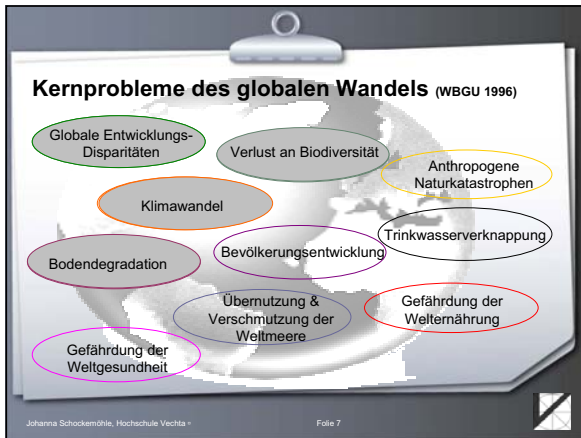 Kernprobleme des globalen Wandels (WBGU 1996)
Globale Entwicklungs-
Disparitäten
Verlust an Biodiversität
Anthropogene
Naturkatastrophen
Klimawandel
Trinkwasserverknappung
Bevölkerungsentwicklung
Bodendegradation
Übernutzung &
Verschmutzung der
Weltmeere
Gefährdung der
Welternährung
Gefährdung der
Weltgesundheit
Johanna Schockemöhle, Hochschule Vechta
Folie 7